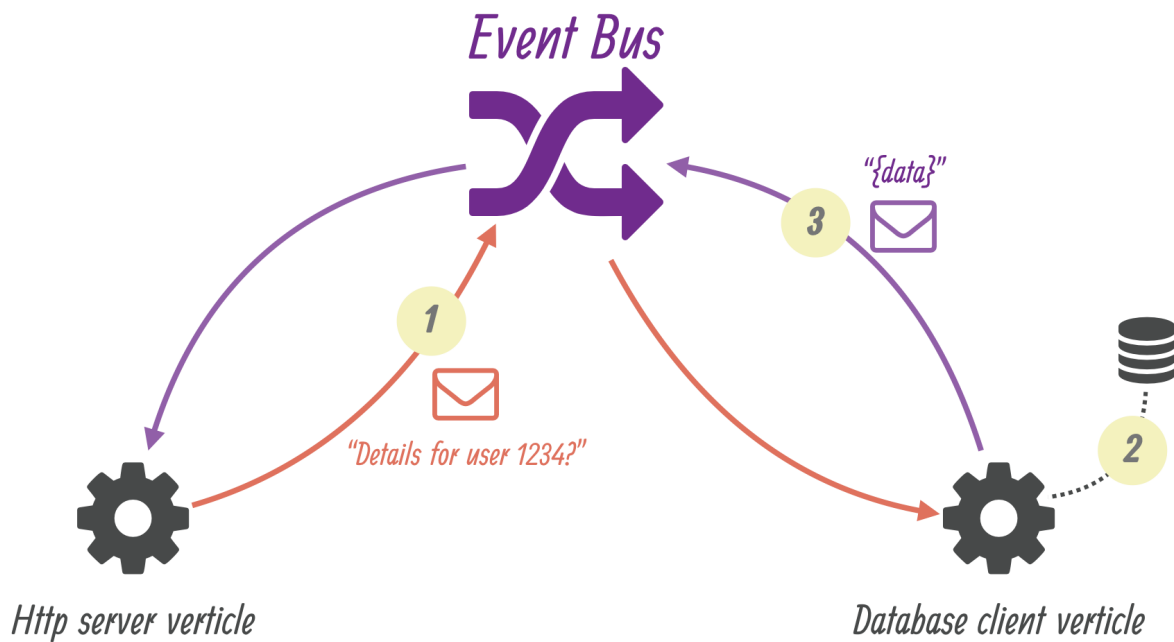 Event Bus
“{data}”
3
1
“Details for user 1234?”
2
Http server verticle
Database client verticle